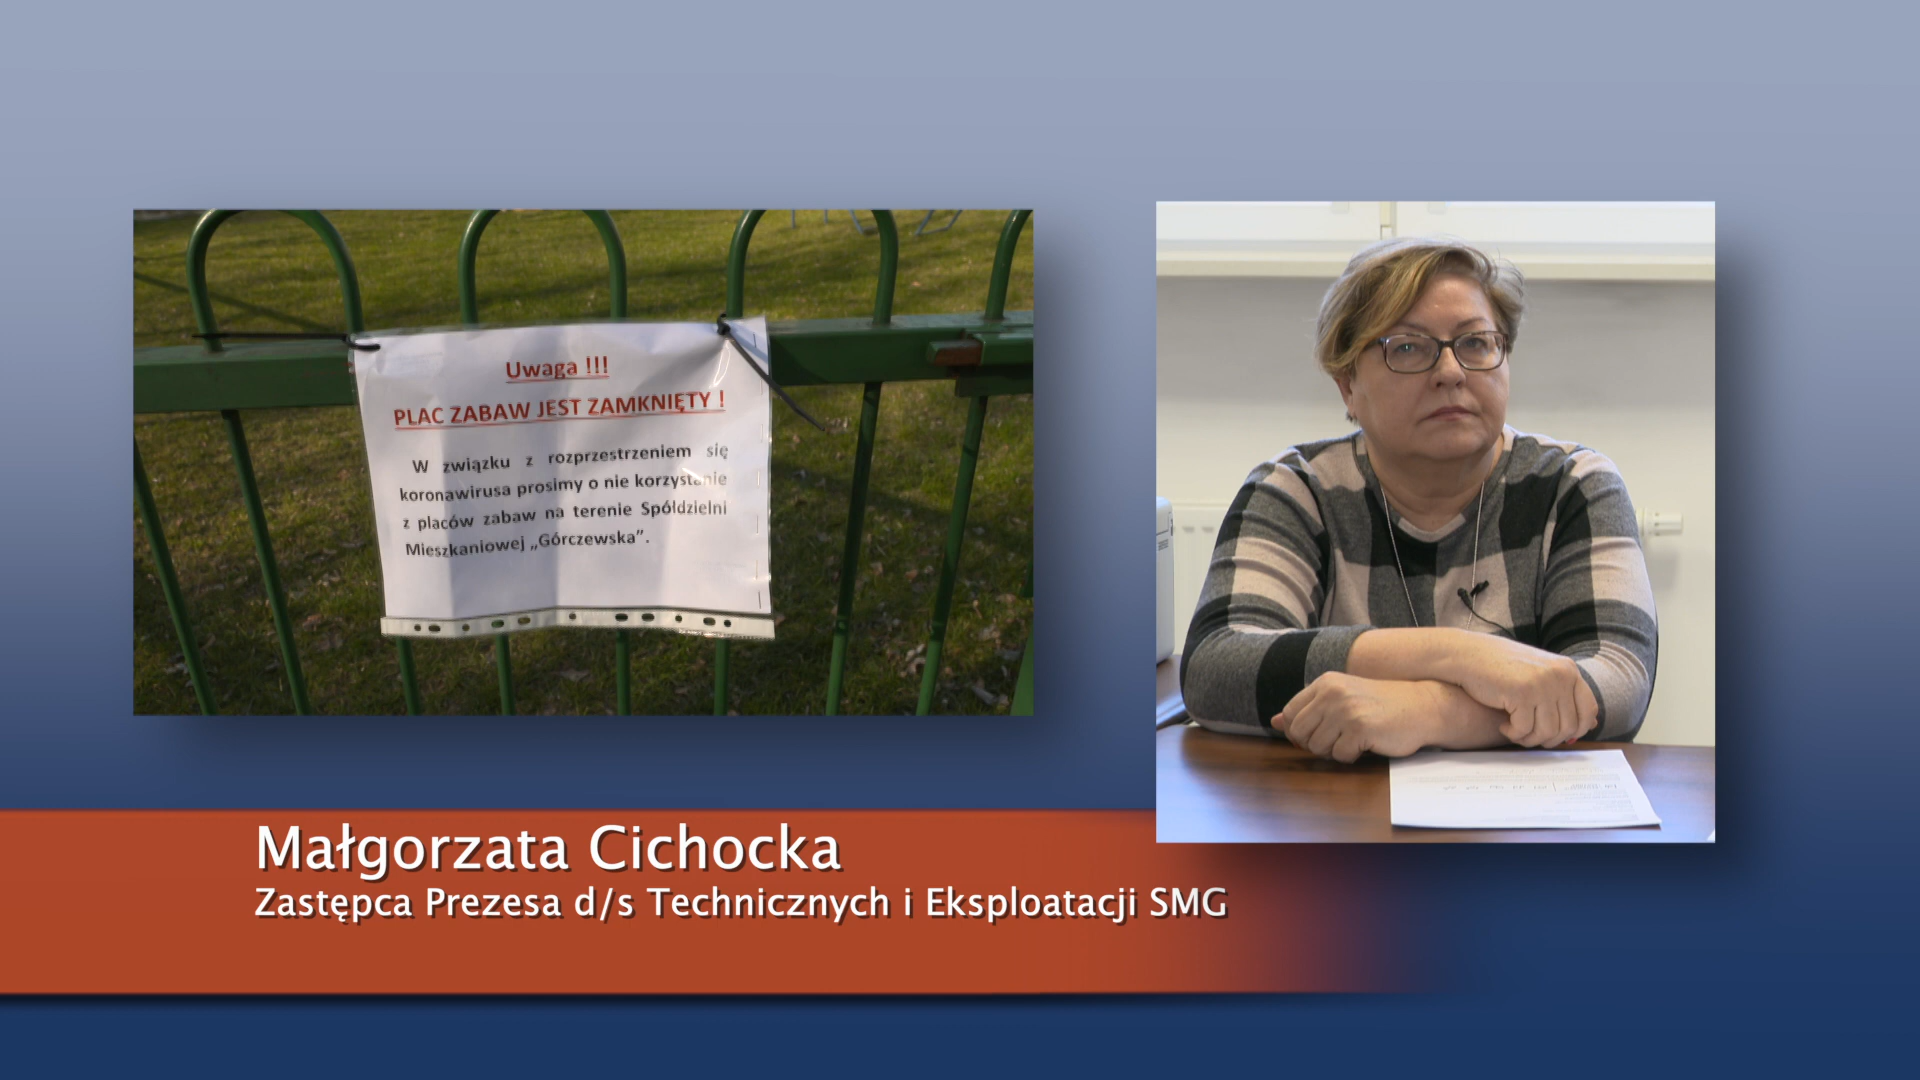 Uwaga !!!
PLAC ZABAW JEST ZAMKNIĘTY !
W związku z rozprzestrzeniem się
koronawirusa prosimy o nie korzystanie
z placów zabaw na terenie Spółdzielni
Mieszkaniowej „Górczewska”.
Małgorzata Cichocka
Zastępca Prezesa d/s Technicznych i Eksploatacji SMG